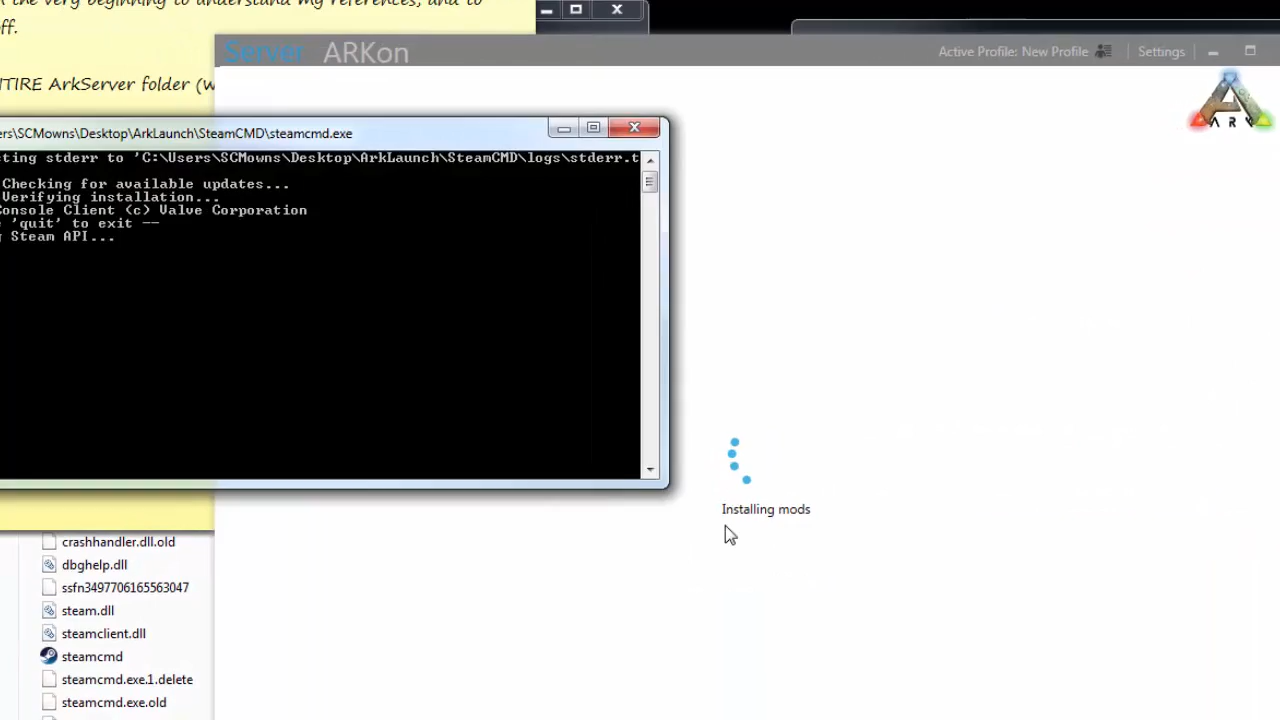 the very beginning to understand my references, and to
ff.
ITIRE ArkServer folder (w
Server ARKon
Active Profile: New Profile
Settings
ARK
ers\SCMowns\Desktop\ArkLaunch\SteamCMD\steamcmd.exe
ting stderr to 'C:\Users\SCMowns\Desktop\ArkLaunch\SteamCMD\logs\stderr.t
Checking for available updates...
Verifying installation...
Console Client (c) Valve Corporation
'quit' to exit --
g Steam API...
Installing mods
crashhandler.dll.old
dbghelp.dll
ssfn3497706165563047
steam.dll
steamclient.dll
steamcmd
steamcmd.exe.1.delete
steamcmd.exe.old